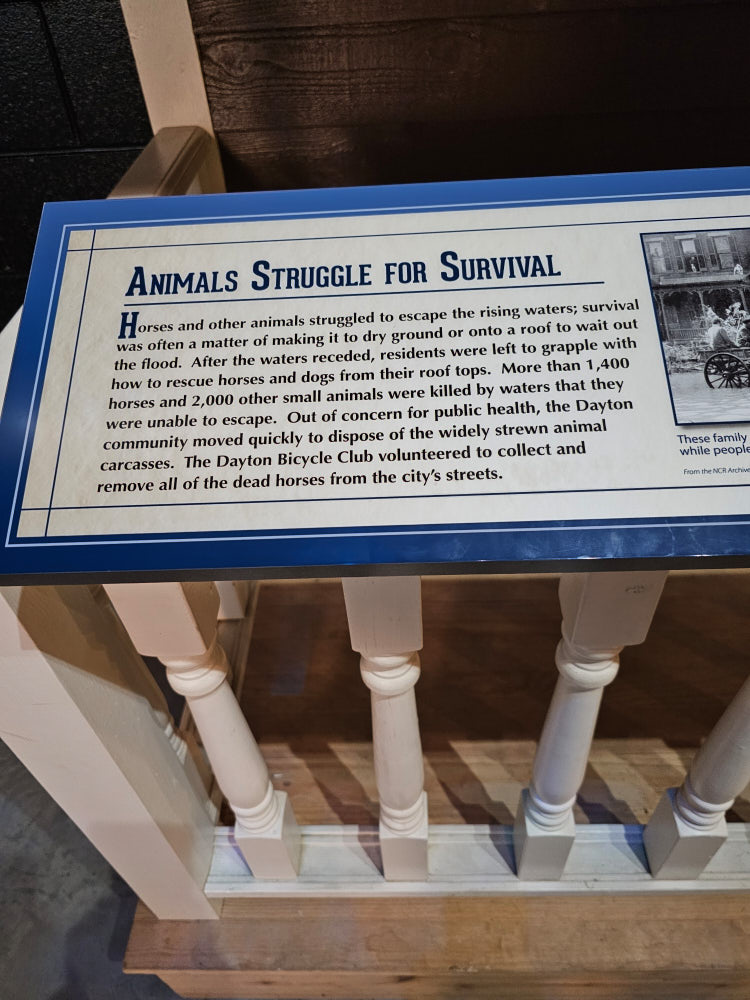 ANIMALS STRUGGLE FOR SURVIVAL
Horses and other animals struggled to escape the rising waters; survival
was often a matter of making it to dry ground or onto a roof to wait out
the flood. After the waters receded, residents were left to grapple with
how to rescue horses and dogs from their roof tops. More than 1,400
horses and 2,000 other small animals were killed by waters that they
were unable to escape. Out of concern for public health, the Dayton
community moved quickly to dispose of the widely strewn animal
carcasses. The Dayton Bicycle Club volunteered to collect and
remove all of the dead horses from the city's streets.
These family
while people
From the NCR Archive